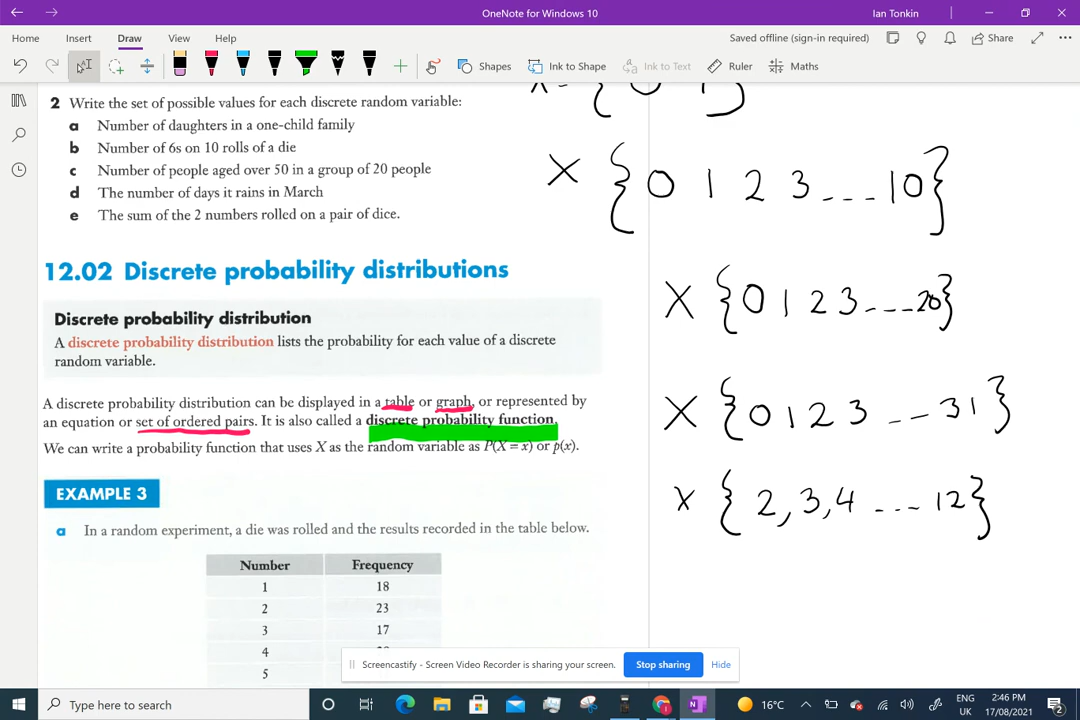 OneNote for Windows 10
Ian Tonkin
Home Insert Draw View Help
Saved offline (sign-in required)
Share
Shapes
Ink to Shape
Ink to Text
Ruler
Maths
2 Write the set of possible values for each discrete random variable:
a Number of daughters in a one-child family
b Number of 6s on 10 rolls of a die
c Number of people aged over 50 in a group of 20 people
d The number of days it rains in March
e The sum of the 2 numbers rolled on a pair of dice.
X {0 1 2 3 ... 10}
X {0 1 2 3 ... 20}
X {0 1 2 3 - - 31}
X {2, 3, 4 ... 12}
12.02 Discrete probability distributions
Discrete probability distribution
A discrete probability distribution lists the probability for each value of a discrete
random variable.
A discrete probability distribution can be displayed in a table or graph, or represented by
an equation or set of ordered pairs. It is also called a discrete probability function.
We can write a probability function that uses X as the random variable as P(X = x) or p(x).
EXAMPLE 3
a In a random experiment, a die was rolled and the results recorded in the table below.
Number Frequency
1 18
2 23
3 17
4
5
Screencastify - Screen Video Recorder is sharing your screen.
Stop sharing
Hide
Type here to search
16°C
ENG
UK
2:46 PM
17/08/2021
2